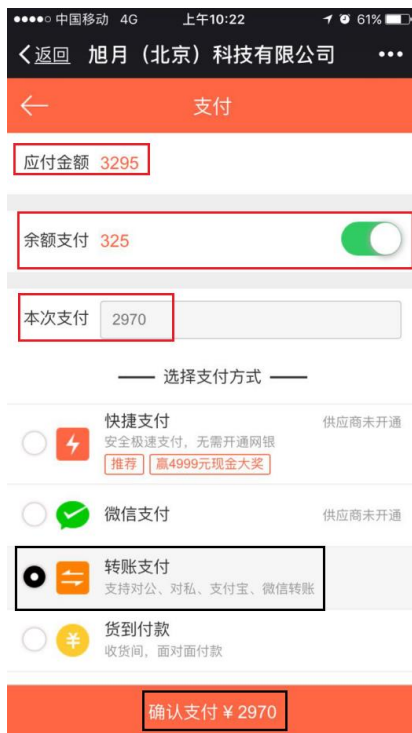 中国移动 4G 上午10:22 61%
返回 旭月（北京）科技有限公司
支付
应付金额 3295
余额支付 325
本次支付 2970
选择支付方式
快捷支付 供应商未开通
安全极速支付，无需开通网银
推荐 赢4999元现金大奖
微信支付 供应商未开通
转账支付
支持对公、对私、支付宝、微信转账
货到付款
收货间，面对面付款
确认支付 ¥ 2970